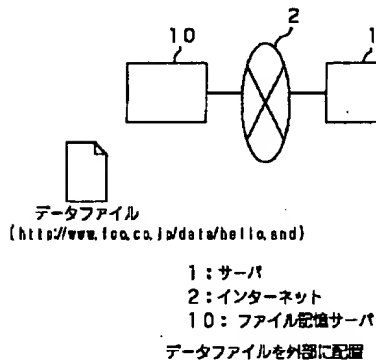 10
2
1
データファイル
(http://www.foo.co.jp/data/hello.snd)
1：サーバ
2：インターネット
10：ファイル記憶サーバ
データファイルを外部に配置